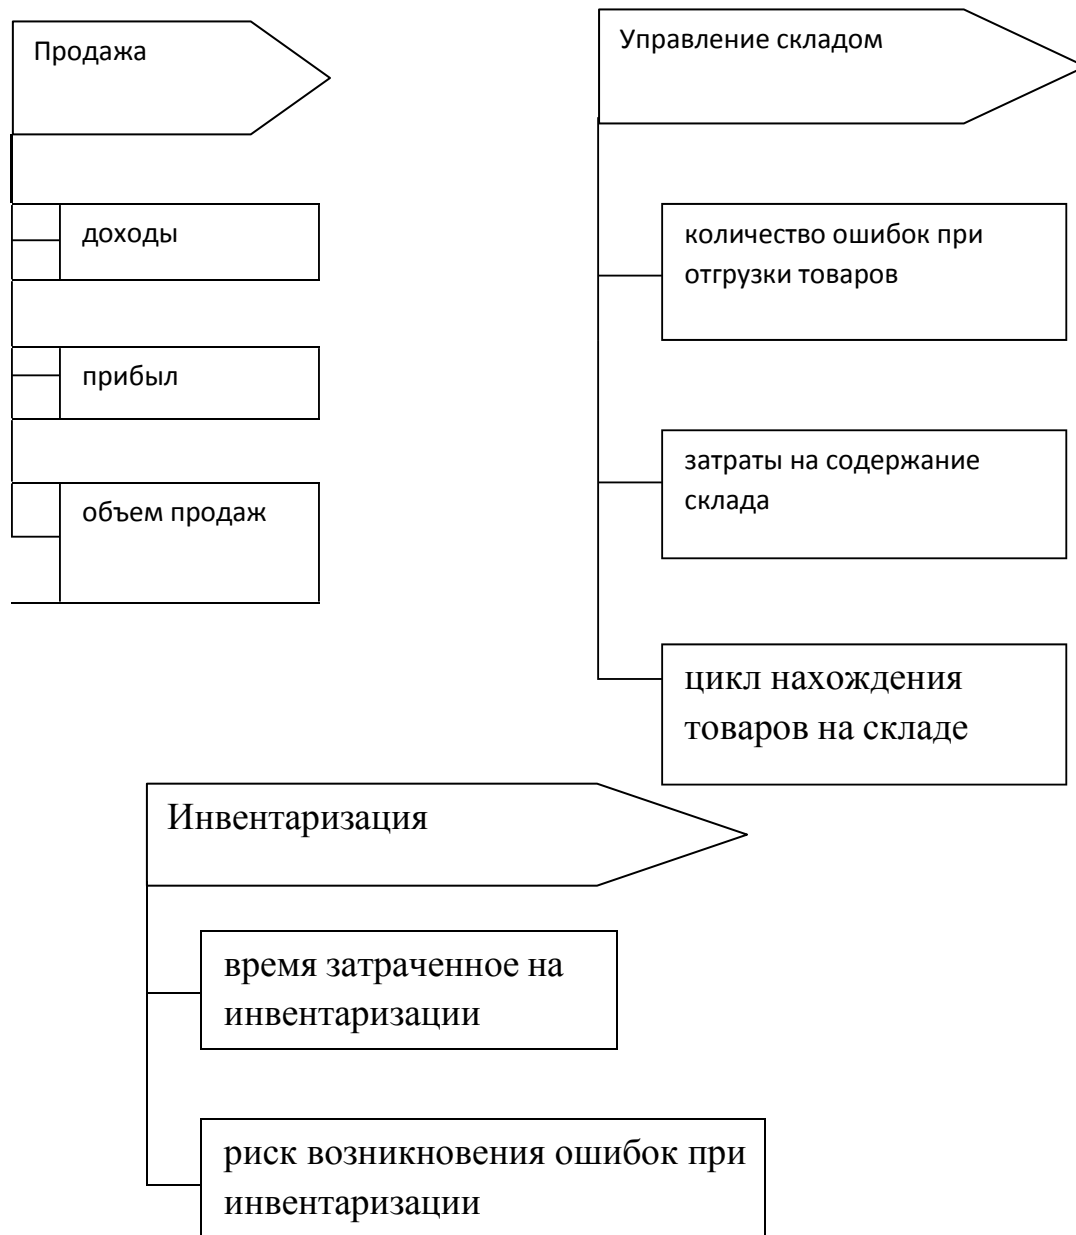 Продажа
доходы
прибыл
объем продаж
Управление складом
количество ошибок при
отгрузки товаров
затраты на содержание
склада
цикл нахождения
товаров на складе
Инвентаризация
время затраченное на
инвентаризации
риск возникновения ошибок при
инвентаризации